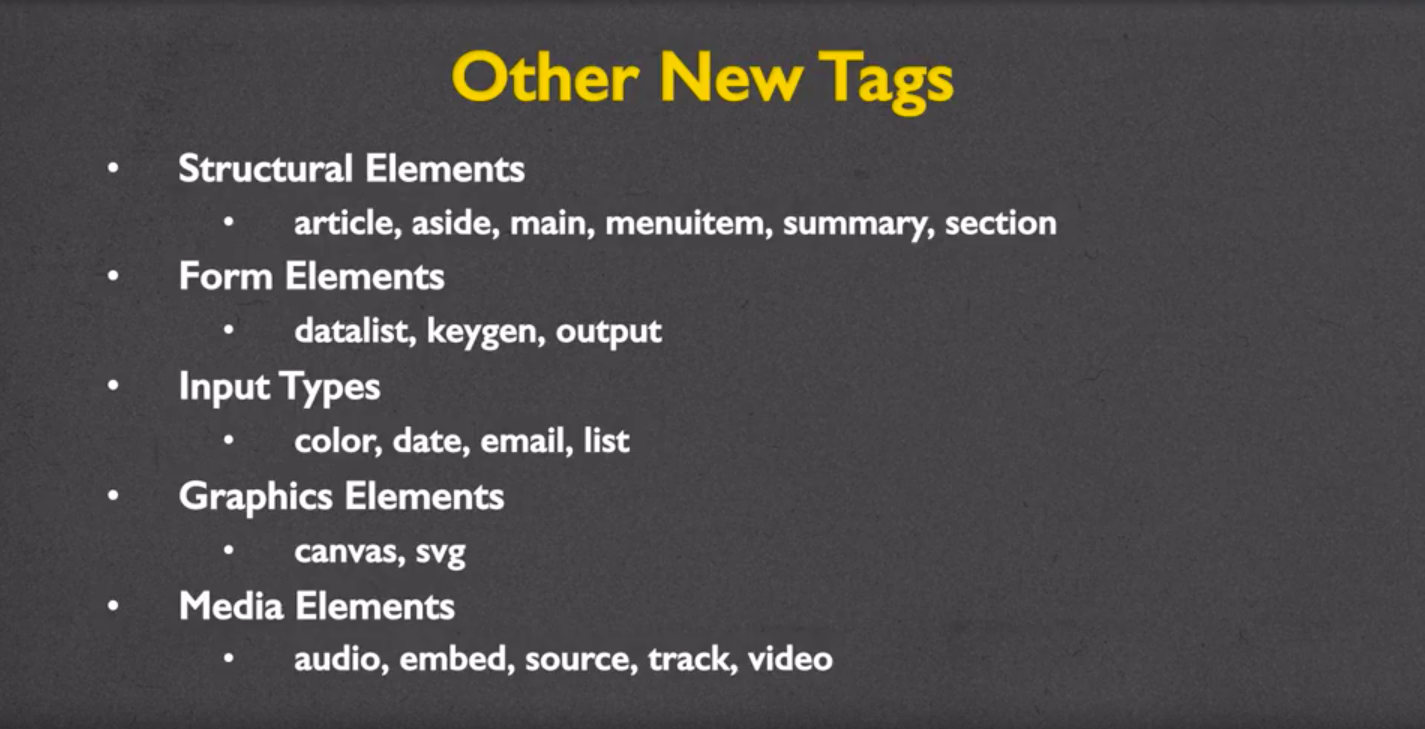 Other New Tags
• Structural Elements
• article, aside, main, menuitem, summary, section
• Form Elements
• datalist, keygen, output
• Input Types
• color, date, email, list
• Graphics Elements
• canvas, svg
• Media Elements
• audio, embed, source, track, video